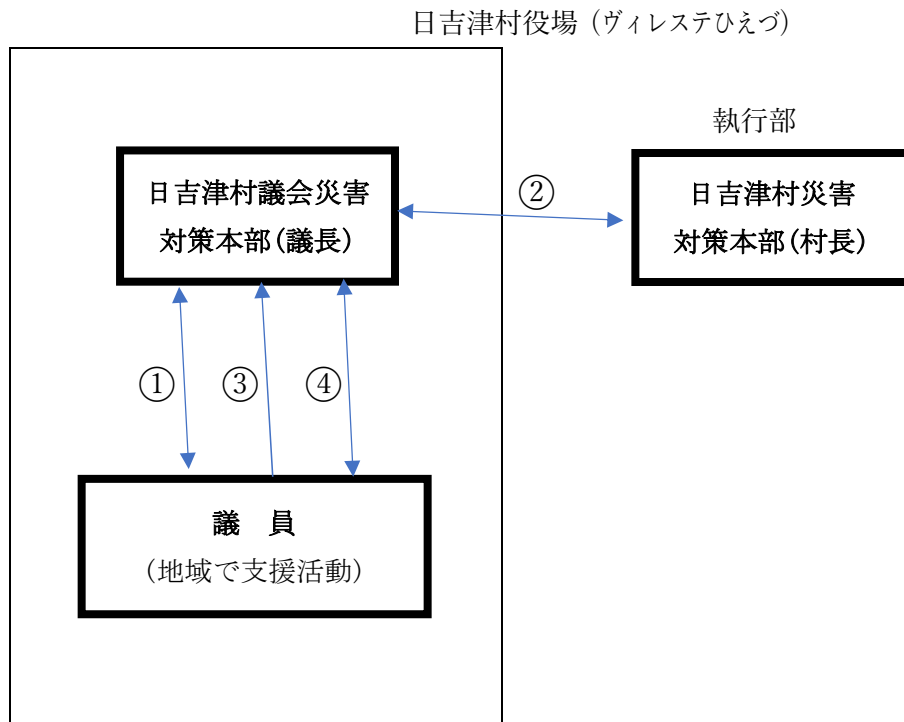 日吉津村役場（ヴィレステひえづ）
執行部
日吉津村議会災害
対策本部(議長)
②
日吉津村災害
対策本部(村長)
①
③
④
議　員
（地域で支援活動）